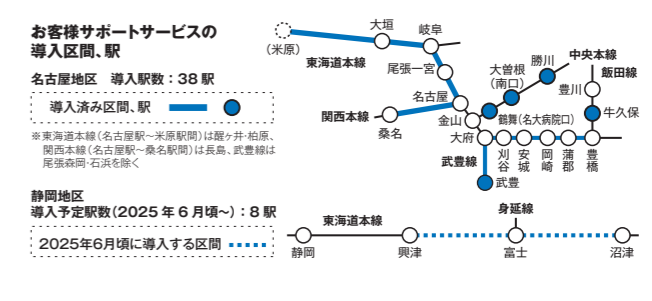 お客様サポートサービスの
導入区間、駅
名古屋地区 導入駅数：38駅
導入済み区間、駅
※東海道本線（名古屋駅～米原駅間）は醒ヶ井・柏原、
関西本線（名古屋駅～桑名駅間）は長島、武豊線は
尾張森岡・石浜を除く
静岡地区
導入予定駅数（2025年6月頃～）：8駅
2025年6月頃に導入する区間
（米原）
大垣
岐阜
東海道本線
尾張一宮
名古屋
関西本線
桑名
金山
大府
武豊線
武豊
大曽根
（南口）
勝川
中央本線
鶴舞（名大病院口）
飯田線
豊川
牛久保
刈谷
安城
岡崎
蒲郡
豊橋
東海道本線
身延線
静岡
興津
富士
沼津